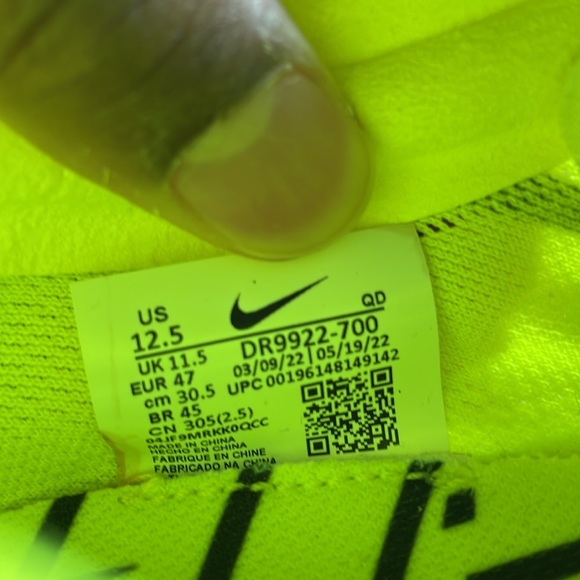 US
12.5
QD
UK 11.5
DR9922-700
EUR 47
03/09/22 | 05/19/22
cm 30.5
UPC 00196148149142
BR 45
CN 305(2.5)
04JF9MRKK0QCC
MADE IN CHINA
HECHO EN CHINA
FABRIQUE EN CHINE
FABRICADO NA CHINA